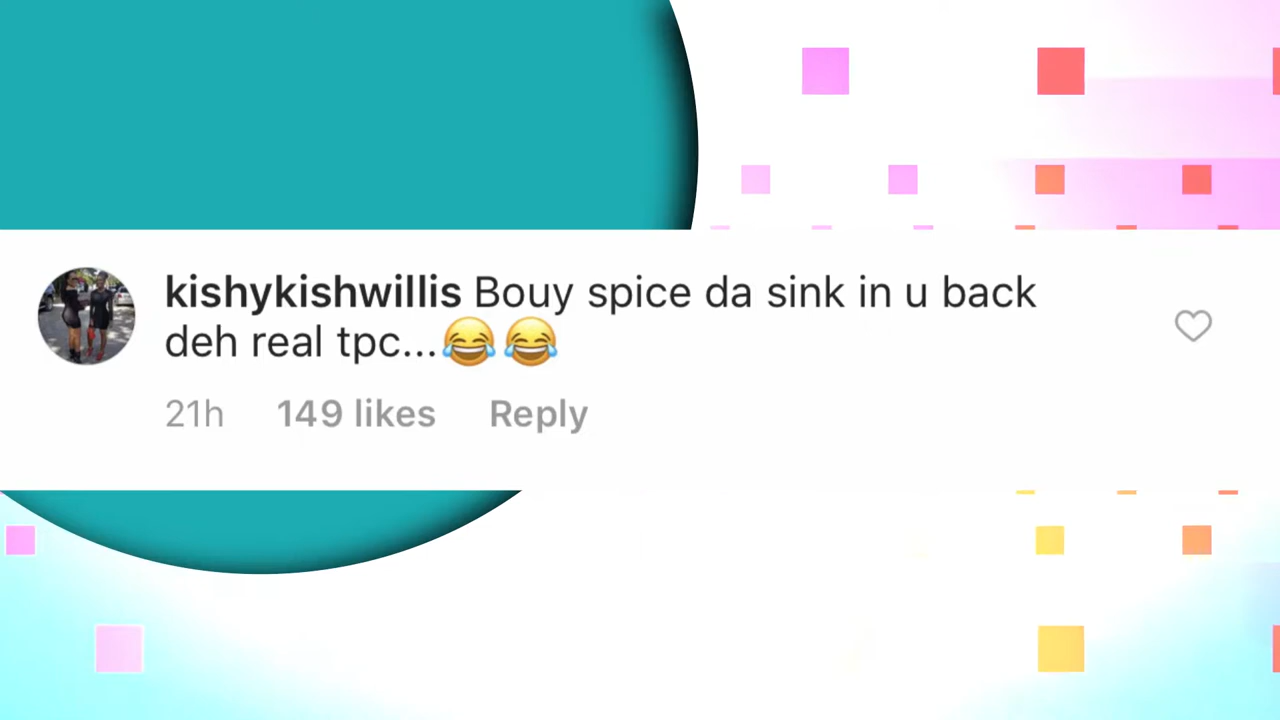 kishykishwillis Bouy spice da sink in u back
deh real tpc...😂😂
21h 149 likes Reply